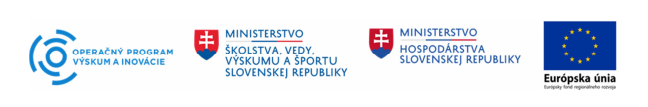 OPERAČNÝ PROGRAM
VÝSKUM A INOVÁCIE
MINISTERSTVO
ŠKOLSTVA, VEDY,
VÝSKUMU A ŠPORTU
SLOVENSKEJ REPUBLIKY
MINISTERSTVO
HOSPODÁRSTVA
SLOVENSKEJ REPUBLIKY
Európska únia
Európsky fond regionálneho rozvoja